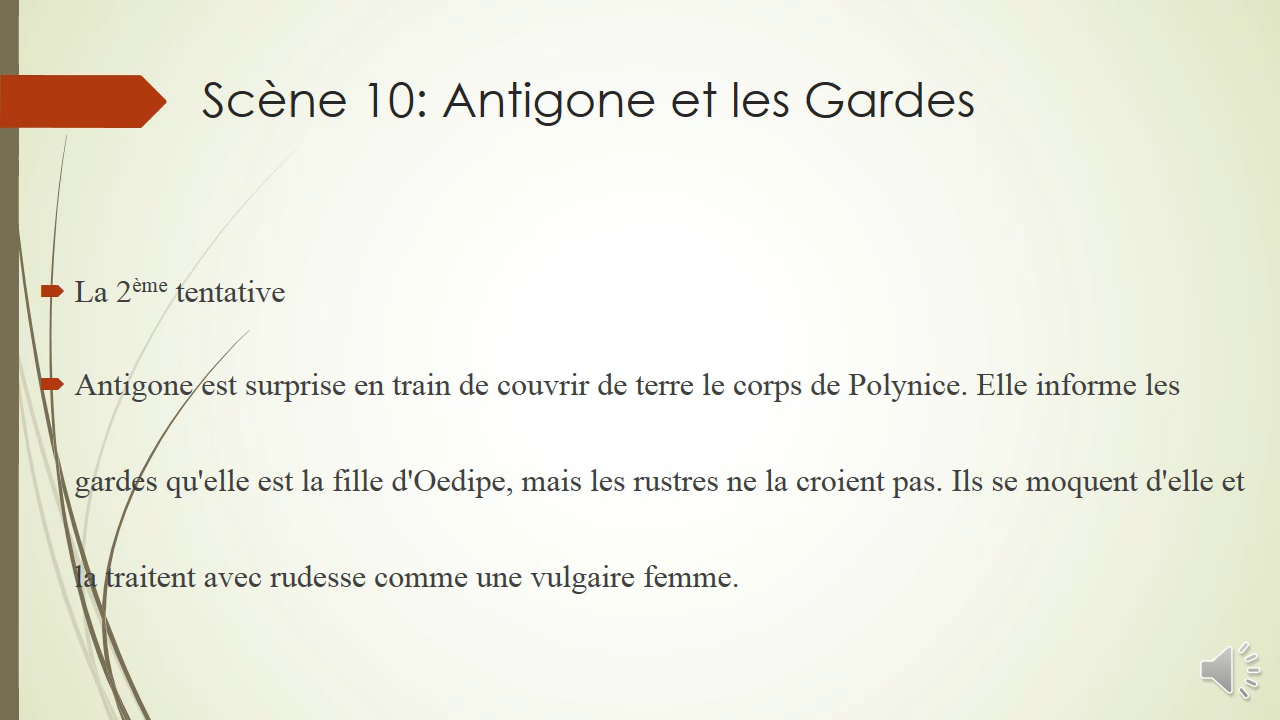 Scène 10: Antigone et les Gardes
La 2ème tentative
Antigone est surprise en train de couvrir de terre le corps de Polynice. Elle informe les
gardes qu'elle est la fille d'Oedipe, mais les rustres ne la croient pas. Ils se moquent d'elle et
la traitent avec rudesse comme une vulgaire femme.